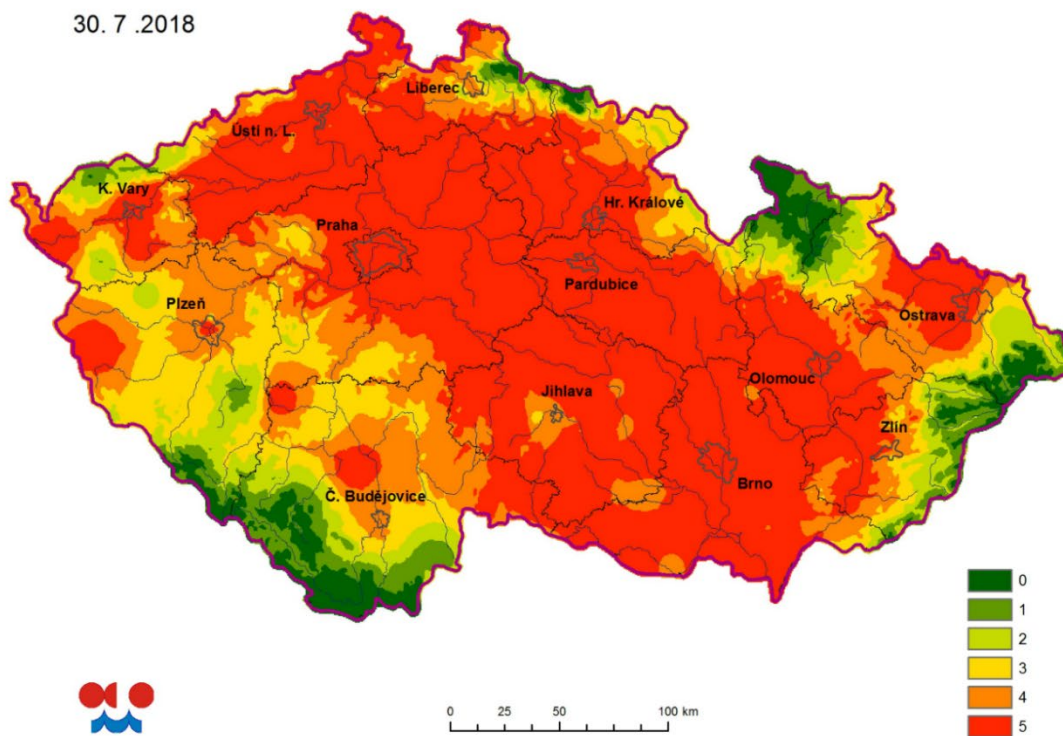 30. 7 .2018
Liberec
Ústí n. L.
K. Vary
Hr. Králové
Praha
Pardubice
Plzeň
Ostrava
Olomouc
Jihlava
Zlín
Brno
Č. Budějovice
0
1
2
3
4
5
0 25 50 100 km